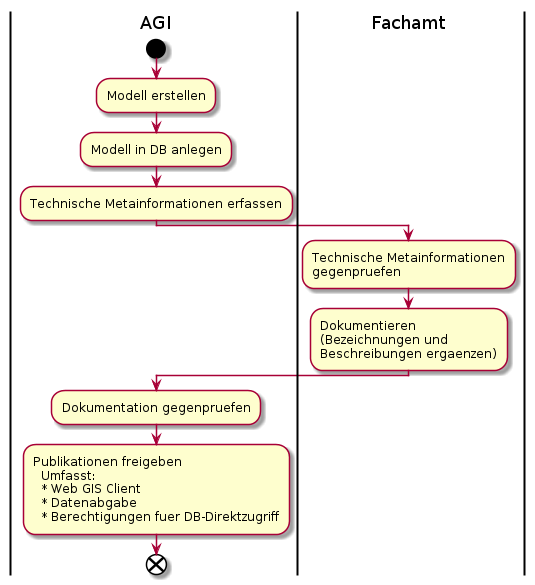 AGI
Fachamt
Modell erstellen
Modell in DB anlegen
Technische Metainformationen erfassen
Technische Metainformationen
gegenpruefen
Dokumentieren
(Bezeichnungen und
Beschreibungen ergaenzen)
Dokumentation gegenpruefen
Publikationen freigeben
Umfasst:
* Web GIS Client
* Datenabgabe
* Berechtigungen fuer DB-Direktzugriff